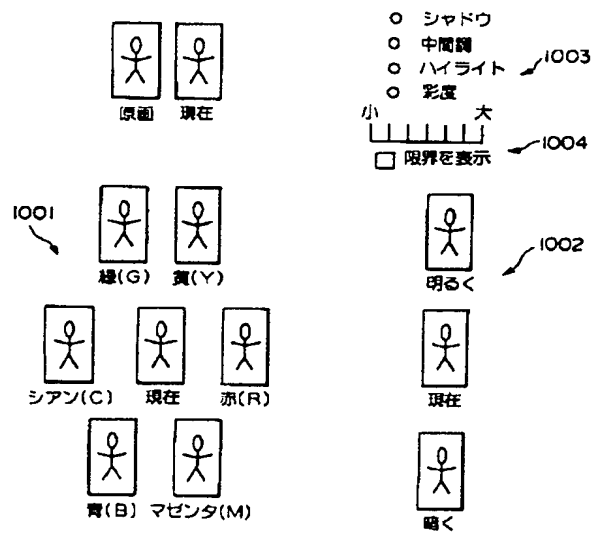 シャドウ
中間調
ハイライト
1003
彩度
小 大
1004
限界を表示
原画 現在
1001
緑(G) 黄(Y)
1002
明るく
シアン(C) 現在 赤(R)
現在
青(B) マゼンタ(M)
暗く